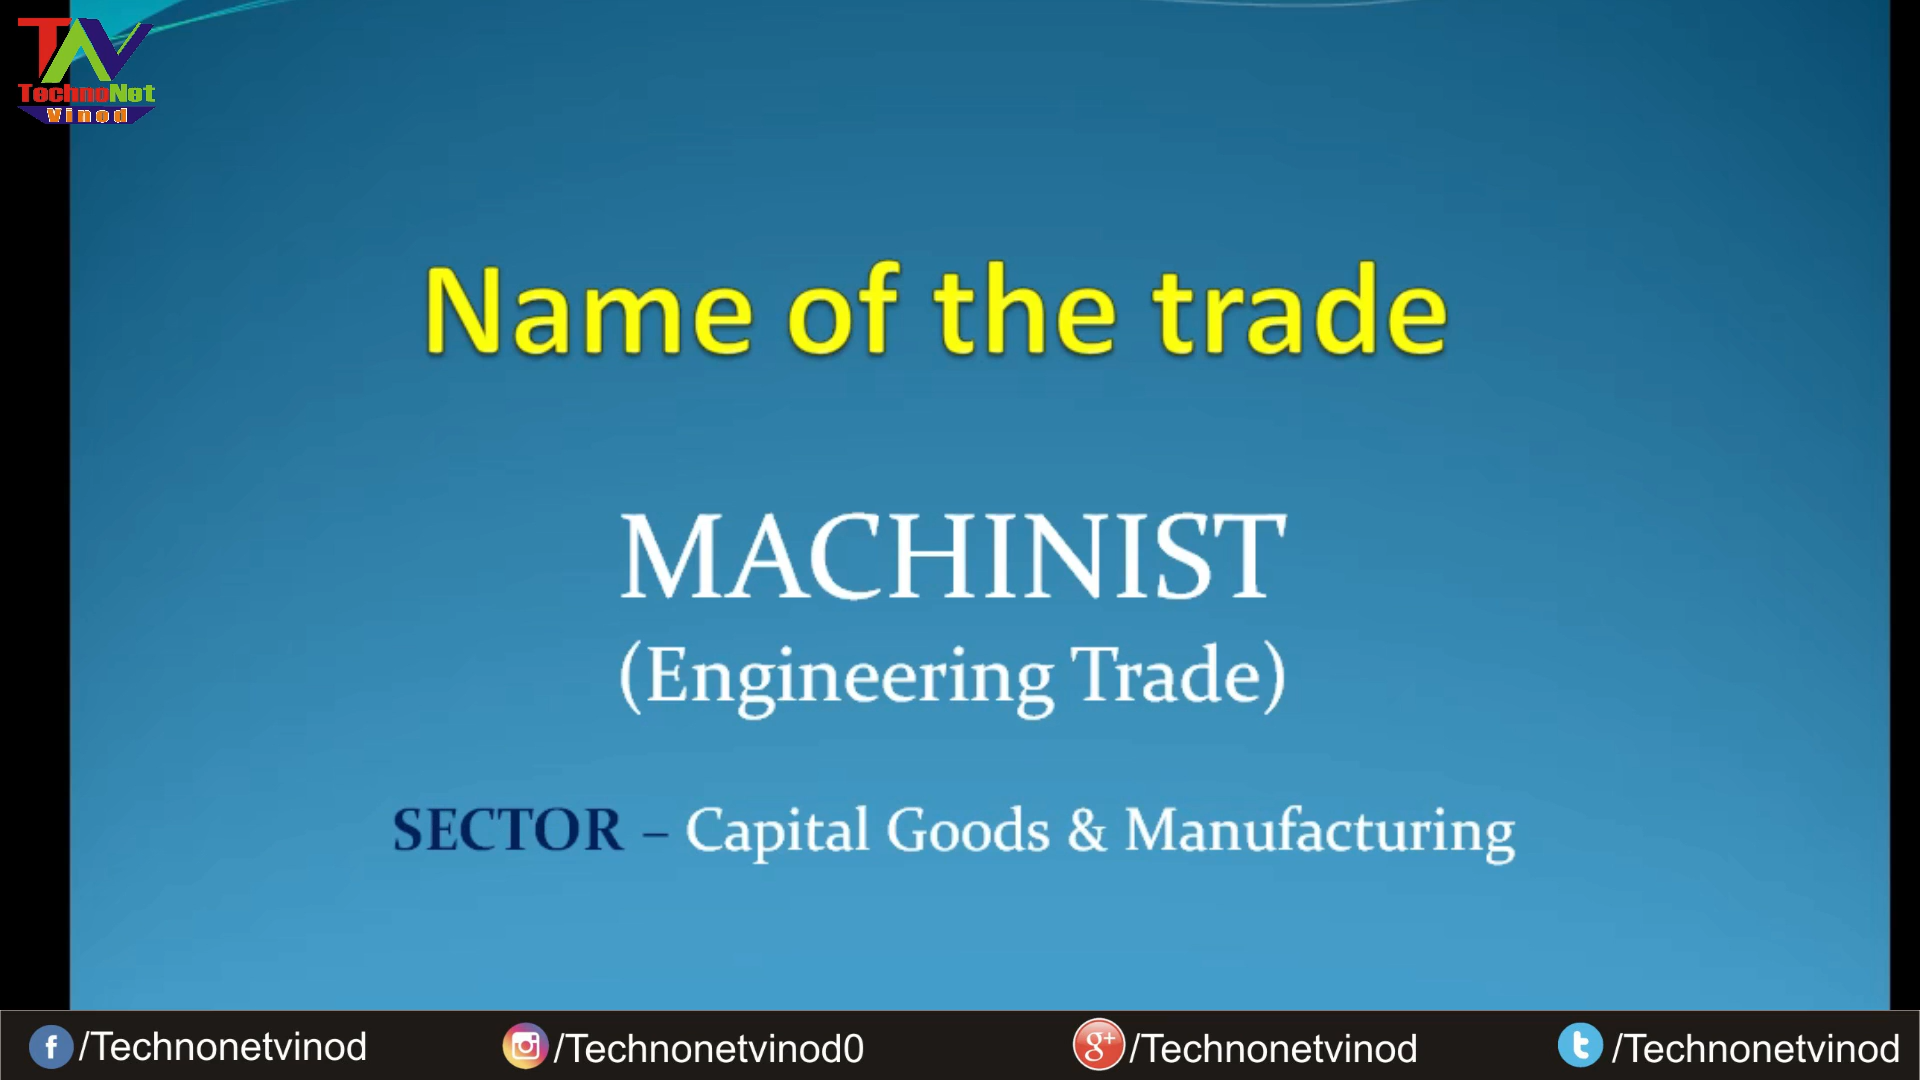 TechnoNet
Vinod
Name of the trade
MACHINIST
(Engineering Trade)
SECTOR – Capital Goods & Manufacturing
/Technonetvinod
/Technonetvinod0
/Technonetvinod
/Technonetvinod